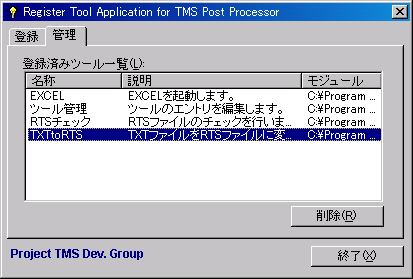 Register Tool Application for TMS Post Processor
登録 管理
登録済みツール一覧(L):
名称 説明 モジュール
EXCEL EXCELを起動します。 C:¥Program ...
ツール管理 ツールのエントリを編集します。 C:¥Program ...
RTSチェック RTSファイルのチェックを行いま... C:¥Program ...
TXTtoRTS TXTファイルをRTSファイルに変... C:¥Program ...
削除(R)
Project TMS Dev. Group
終了(X)